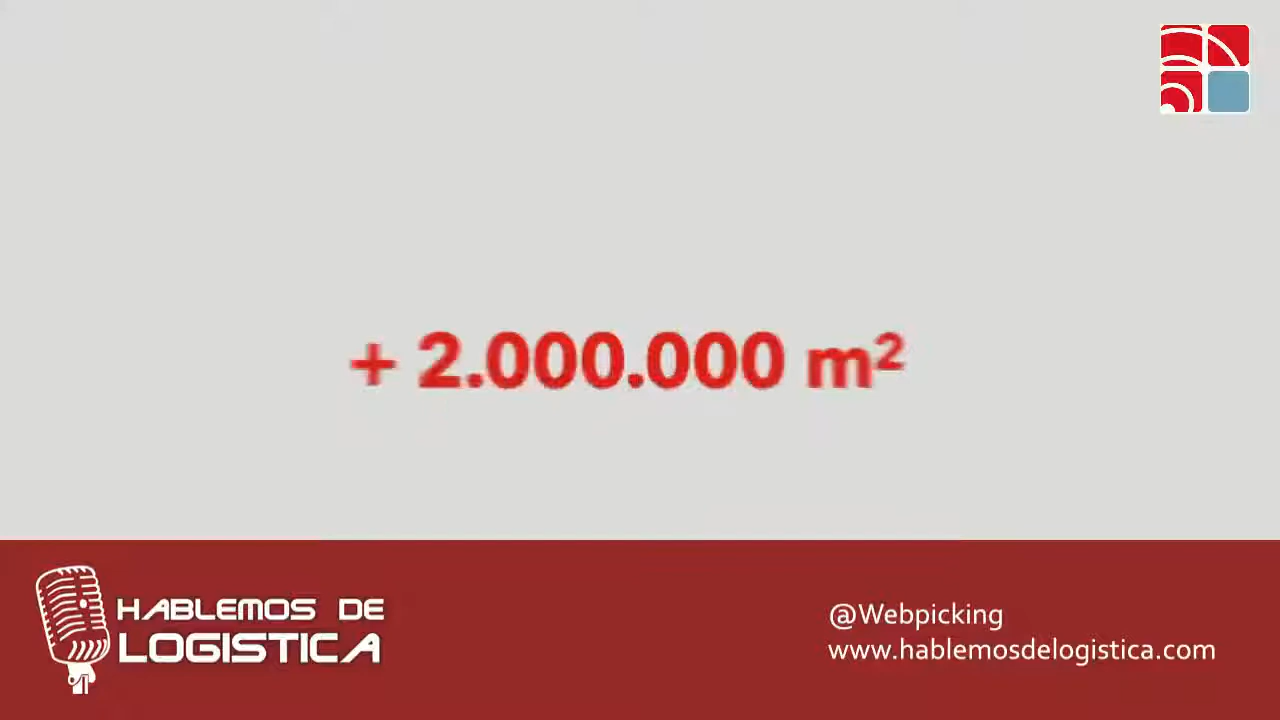 + 2.000.000 m²
HABLEMOS DE
LOGISTICA
@Webpicking
www.hablemosdelogistica.com